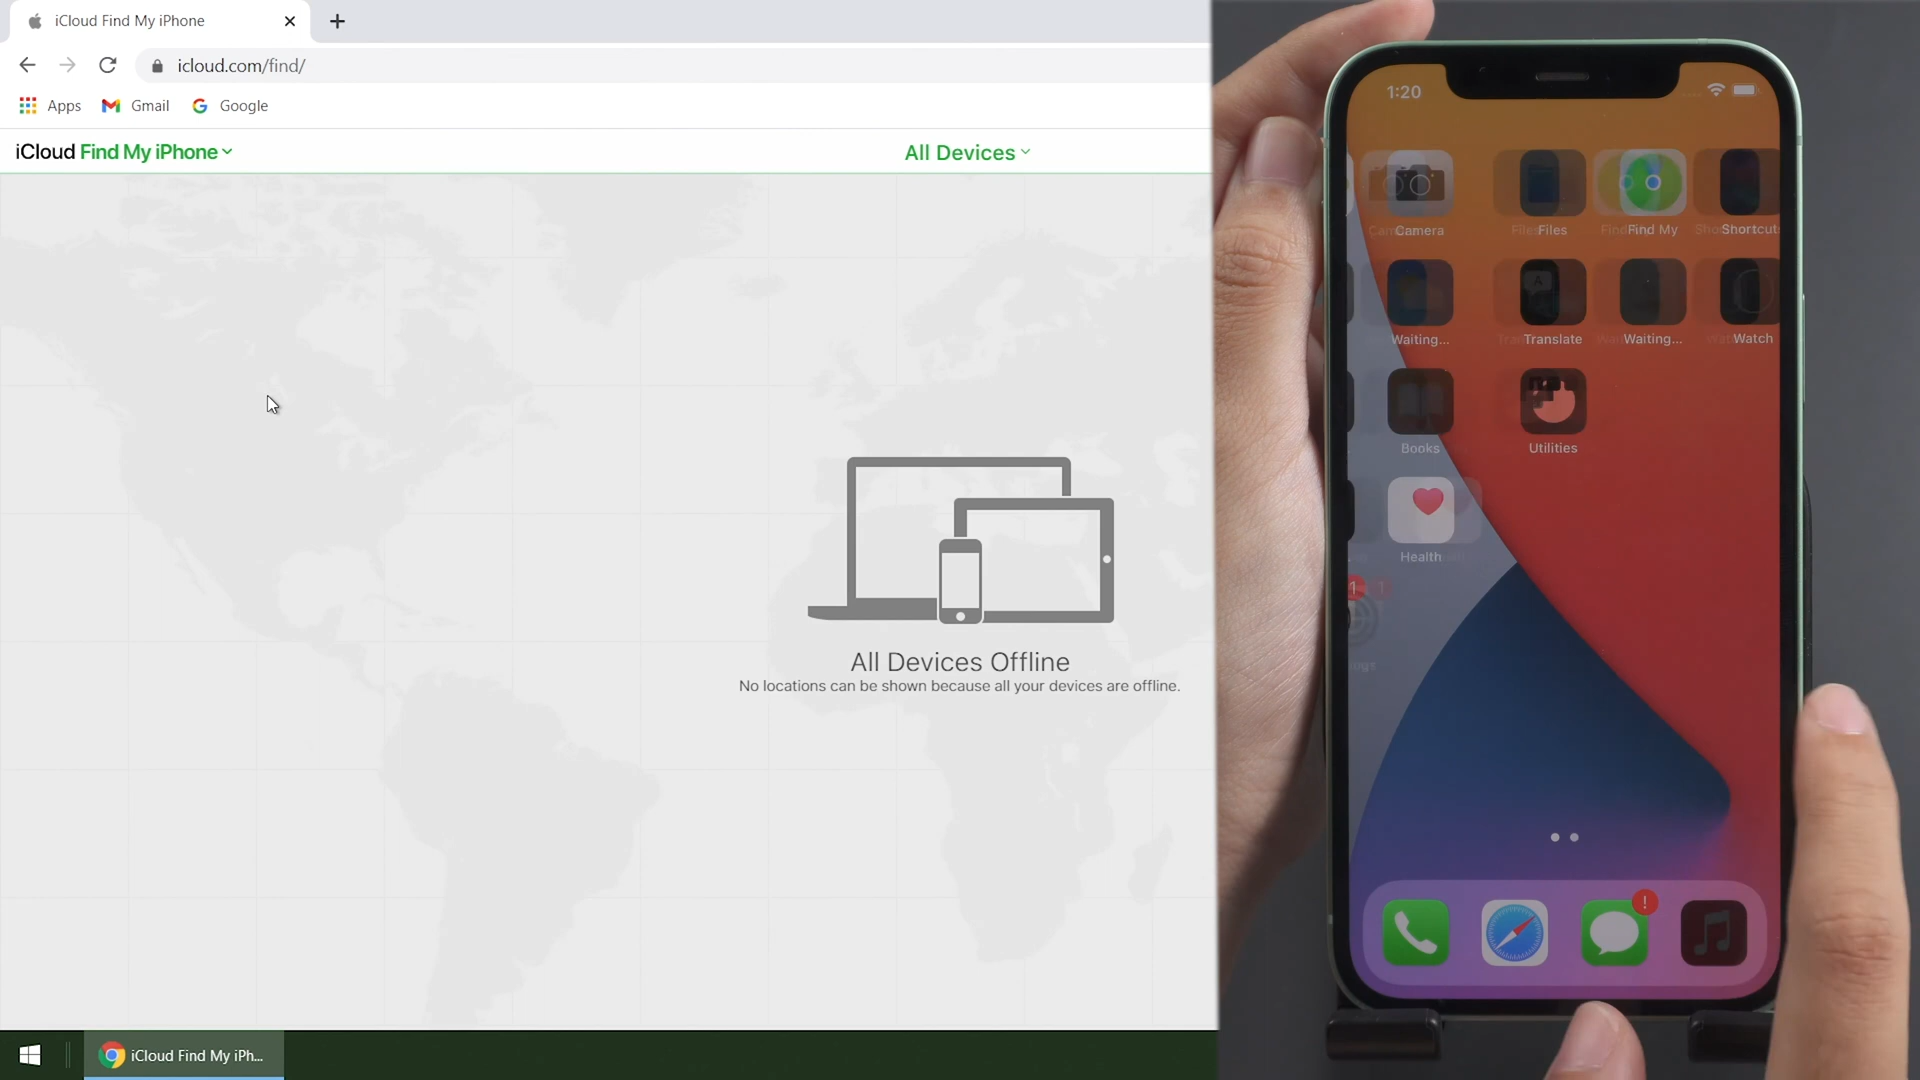 iCloud Find My iPhone
icloud.com/find/
Apps Gmail Google
iCloud Find My iPhone
All Devices
All Devices Offline
No locations can be shown because all your devices are offline.
iCloud Find My iPh...
1:20
Camera Files Find My Shortcuts
Waiting... Translate Waiting... Watch
Books Utilities
Health
1
!